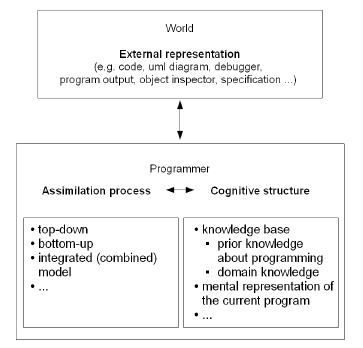 World
External representation
(e.g. code, uml diagram, debugger,
program output, object inspector, specification ...)
Programmer
Assimilation process
Cognitive structure
• top-down
• bottom-up
• integrated (combined)
model
• ...
• knowledge base
▪ prior knowledge
about programming
▪ domain knowledge
• mental representation of
the current program
• ...